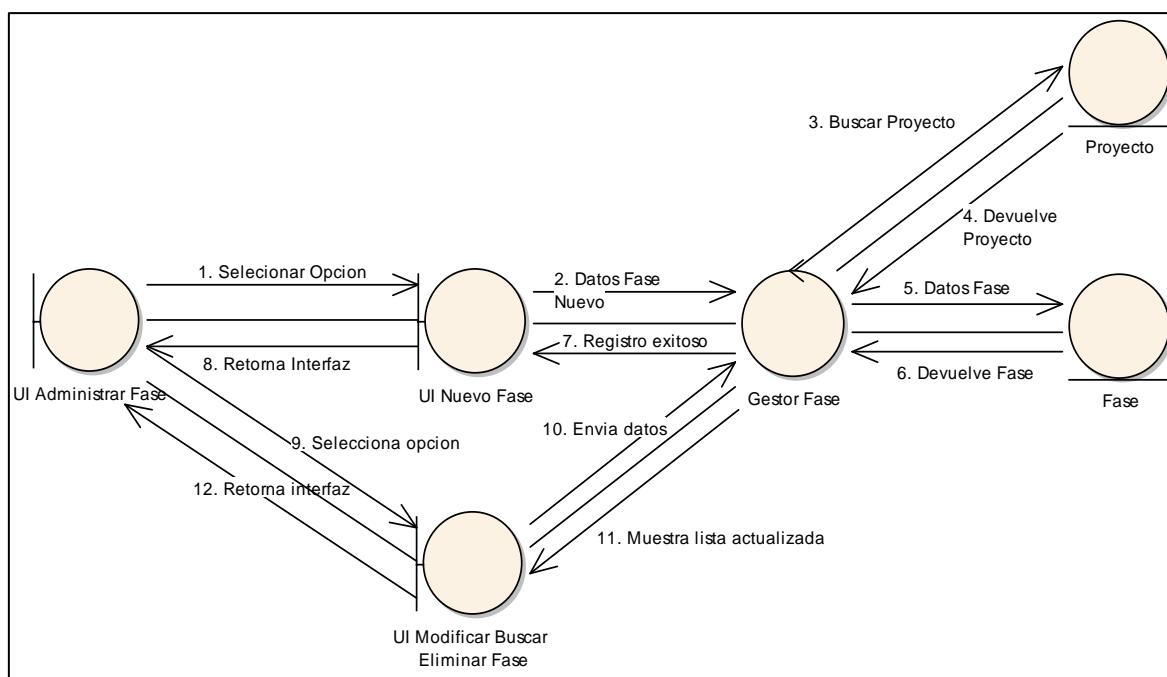 3. Buscar Proyecto
Proyecto
4. Devuelve
Proyecto
1. Selecionar Opcion
2. Datos Fase
Nuevo
5. Datos Fase
7. Registro exitoso
8. Retorna Interfaz
6. Devuelve Fase
UI Administrar Fase
UI Nuevo Fase
Gestor Fase
Fase
10. Envia datos
9. Selecciona opcion
12. Retorna interfaz
11. Muestra lista actualizada
UI Modificar Buscar
Eliminar Fase